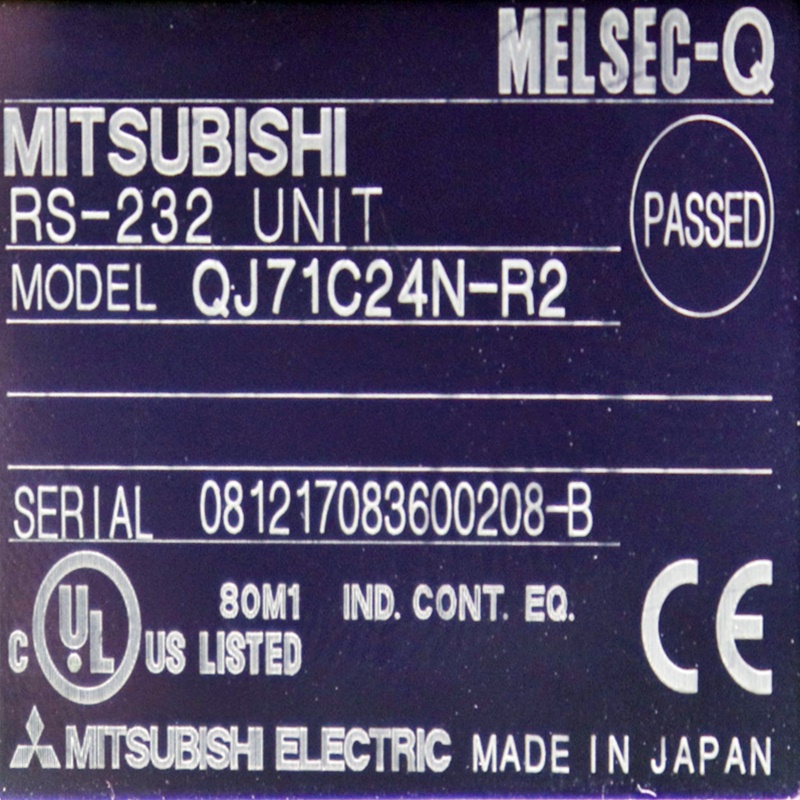 MELSEC-Q
MITSUBISHI
RS-232 UNIT
PASSED
MODEL QJ71C24N-R2
SERIAL 081217083600208-B
80M1 IND. CONT. EQ.
C UL US LISTED
CE
MITSUBISHI ELECTRIC MADE IN JAPAN